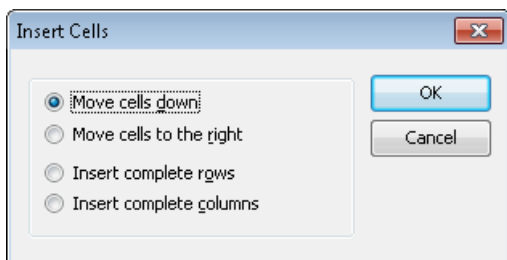 Insert Cells
Move cells down
Move cells to the right
Insert complete rows
Insert complete columns
OK
Cancel